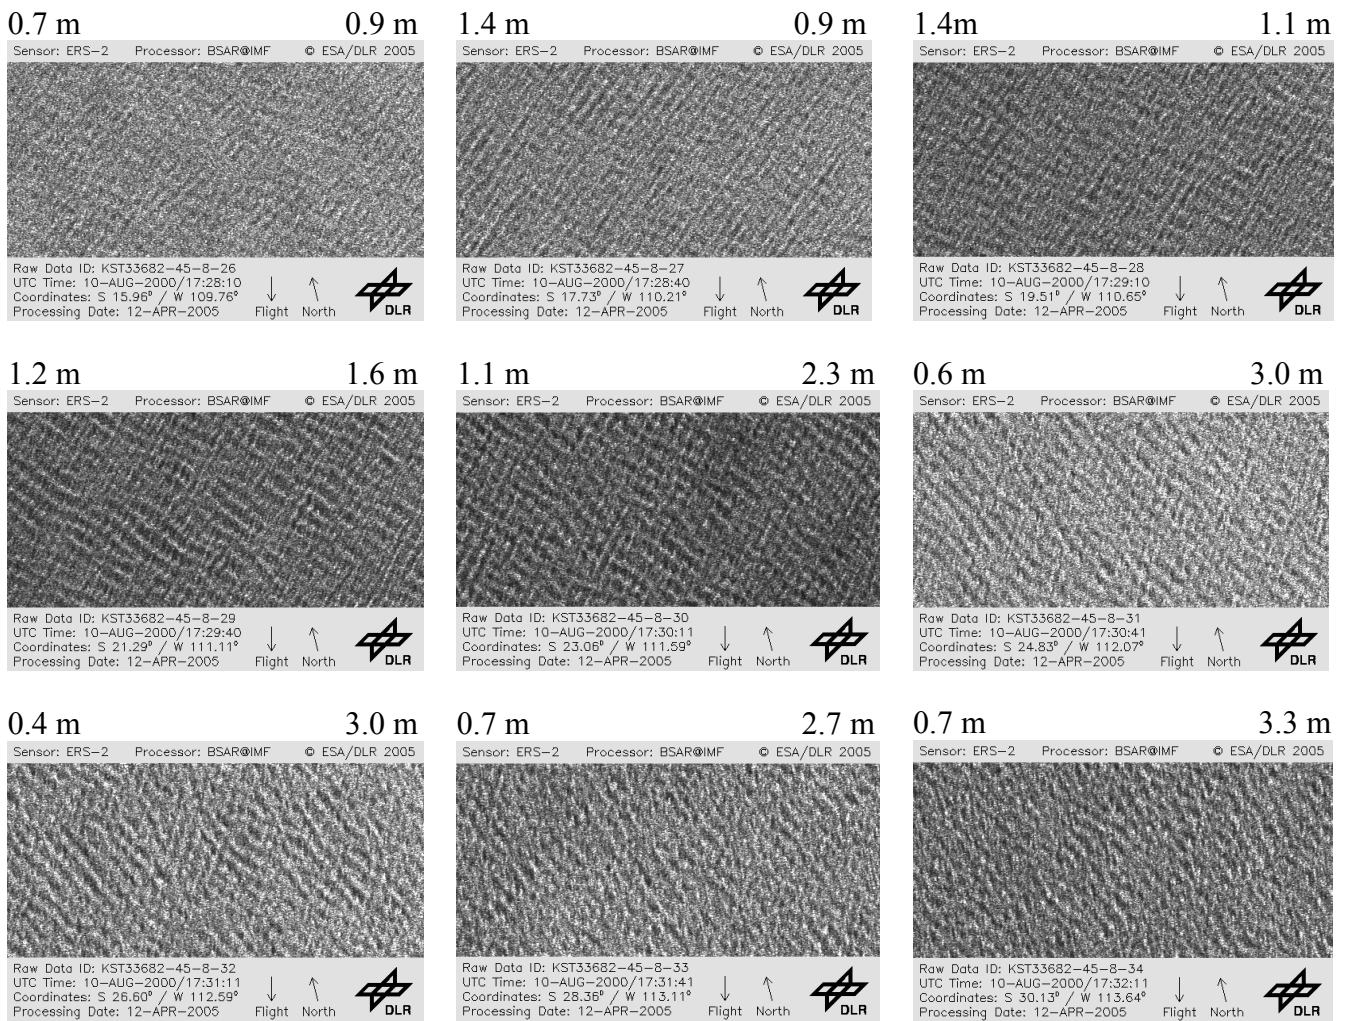 0.7 m 0.9 m
Sensor: ERS-2 Processor: BSAR@IMF © ESA/DLR 2005
Raw Data ID: KST33682-45-8-26
UTC Time: 10-AUG-2000/17:28:10
Coordinates: S 15.96° / W 109.76°
Processing Date: 12-APR-2005 Flight North DLR
1.4 m 0.9 m
Sensor: ERS-2 Processor: BSAR@IMF © ESA/DLR 2005
Raw Data ID: KST33682-45-8-27
UTC Time: 10-AUG-2000/17:28:40
Coordinates: S 17.73° / W 110.21°
Processing Date: 12-APR-2005 Flight North DLR
1.4m 1.1 m
Sensor: ERS-2 Processor: BSAR@IMF © ESA/DLR 2005
Raw Data ID: KST33682-45-8-28
UTC Time: 10-AUG-2000/17:29:10
Coordinates: S 19.51° / W 110.65°
Processing Date: 12-APR-2005 Flight North DLR
1.2 m 1.6 m
Sensor: ERS-2 Processor: BSAR@IMF © ESA/DLR 2005
Raw Data ID: KST33682-45-8-29
UTC Time: 10-AUG-2000/17:29:40
Coordinates: S 21.29° / W 111.11°
Processing Date: 12-APR-2005 Flight North DLR
1.1 m 2.3 m
Sensor: ERS-2 Processor: BSAR@IMF © ESA/DLR 2005
Raw Data ID: KST33682-45-8-30
UTC Time: 10-AUG-2000/17:30:11
Coordinates: S 23.06° / W 111.59°
Processing Date: 12-APR-2005 Flight North DLR
0.6 m 3.0 m
Sensor: ERS-2 Processor: BSAR@IMF © ESA/DLR 2005
Raw Data ID: KST33682-45-8-31
UTC Time: 10-AUG-2000/17:30:41
Coordinates: S 24.83° / W 112.07°
Processing Date: 12-APR-2005 Flight North DLR
0.4 m 3.0 m
Sensor: ERS-2 Processor: BSAR@IMF © ESA/DLR 2005
Raw Data ID: KST33682-45-8-32
UTC Time: 10-AUG-2000/17:31:11
Coordinates: S 26.60° / W 112.59°
Processing Date: 12-APR-2005 Flight North DLR
0.7 m 2.7 m
Sensor: ERS-2 Processor: BSAR@IMF © ESA/DLR 2005
Raw Data ID: KST33682-45-8-33
UTC Time: 10-AUG-2000/17:31:41
Coordinates: S 28.36° / W 113.11°
Processing Date: 12-APR-2005 Flight North DLR
0.7 m 3.3 m
Sensor: ERS-2 Processor: BSAR@IMF © ESA/DLR 2005
Raw Data ID: KST33682-45-8-34
UTC Time: 10-AUG-2000/17:32:11
Coordinates: S 30.13° / W 113.64°
Processing Date: 12-APR-2005 Flight North DLR